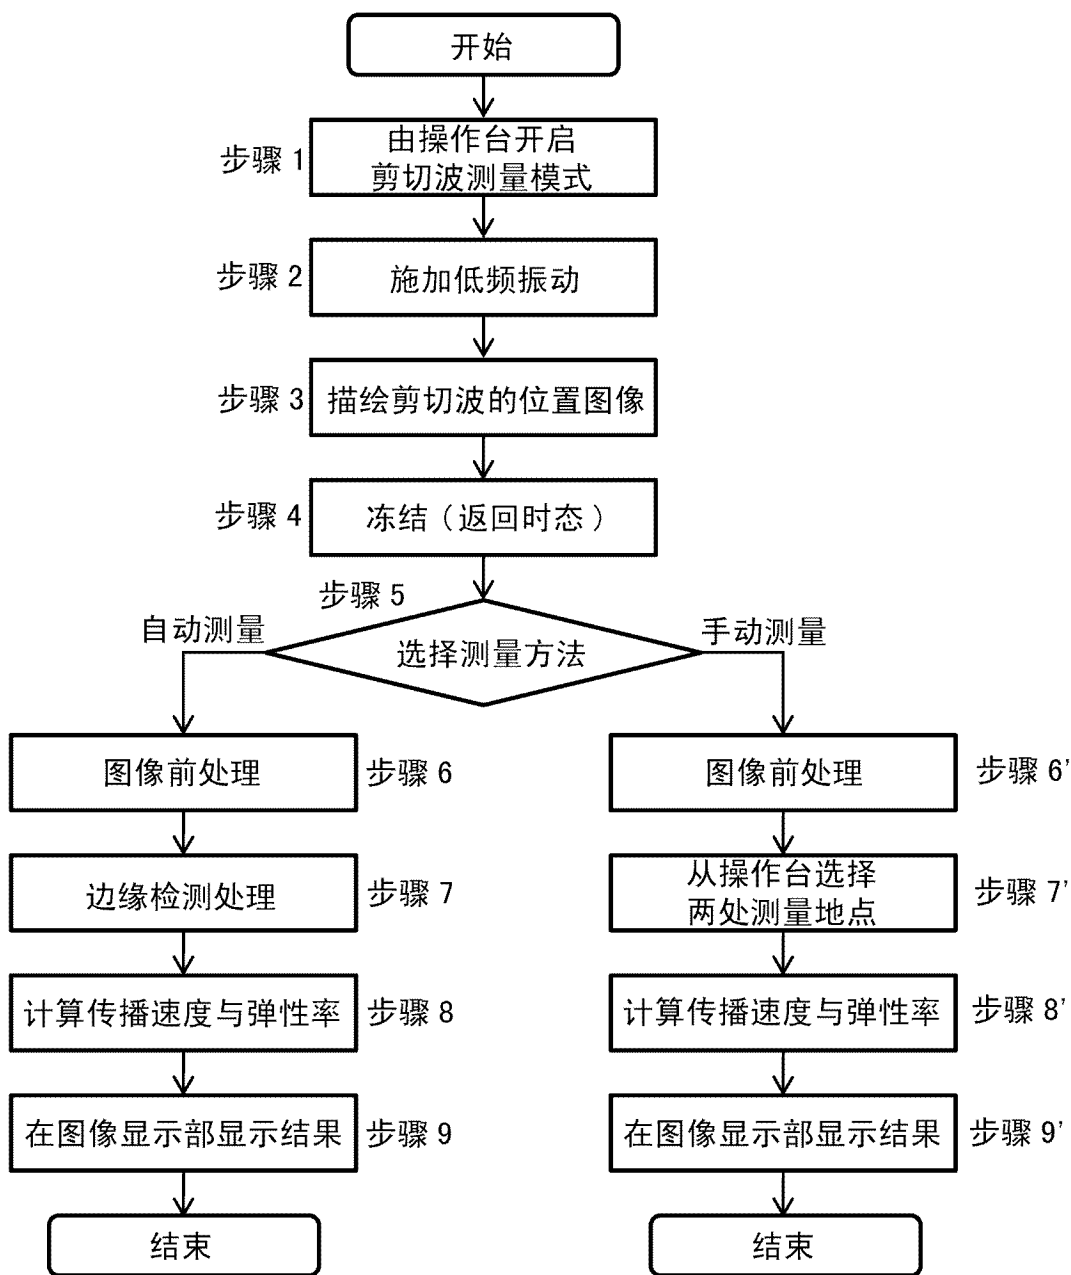 开始
步骤 1
由操作台开启
剪切波测量模式
步骤 2
施加低频振动
步骤 3
描绘剪切波的位置图像
步骤 4
冻结（返回时态）
步骤 5
选择测量方法
自动测量
手动测量
图像前处理
步骤 6
边缘检测处理
步骤 7
计算传播速度与弹性率
步骤 8
在图像显示部显示结果
步骤 9
结束
图像前处理
步骤 6'
从操作台选择
两处测量地点
步骤 7'
计算传播速度与弹性率
步骤 8'
在图像显示部显示结果
步骤 9'
结束